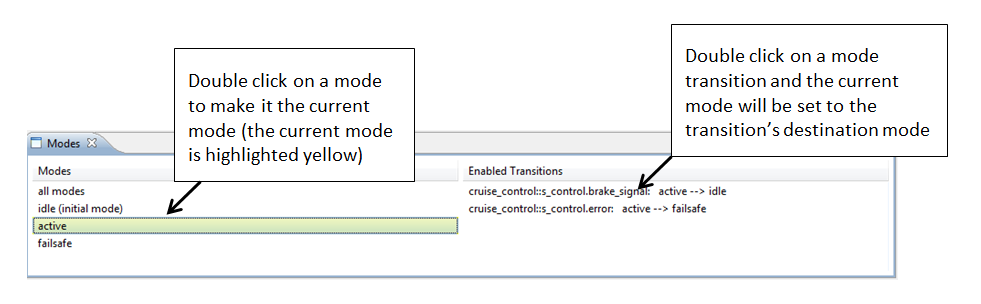 Double click on a mode
to make it the current
mode (the current mode
is highlighted yellow)
Double click on a mode
transition and the current
mode will be set to the
transition’s destination mode
Modes
Modes
Enabled Transitions
all modes
cruise_control::s_control.brake_signal: active --> idle
idle (initial mode)
cruise_control::s_control.error: active --> failsafe
active
failsafe